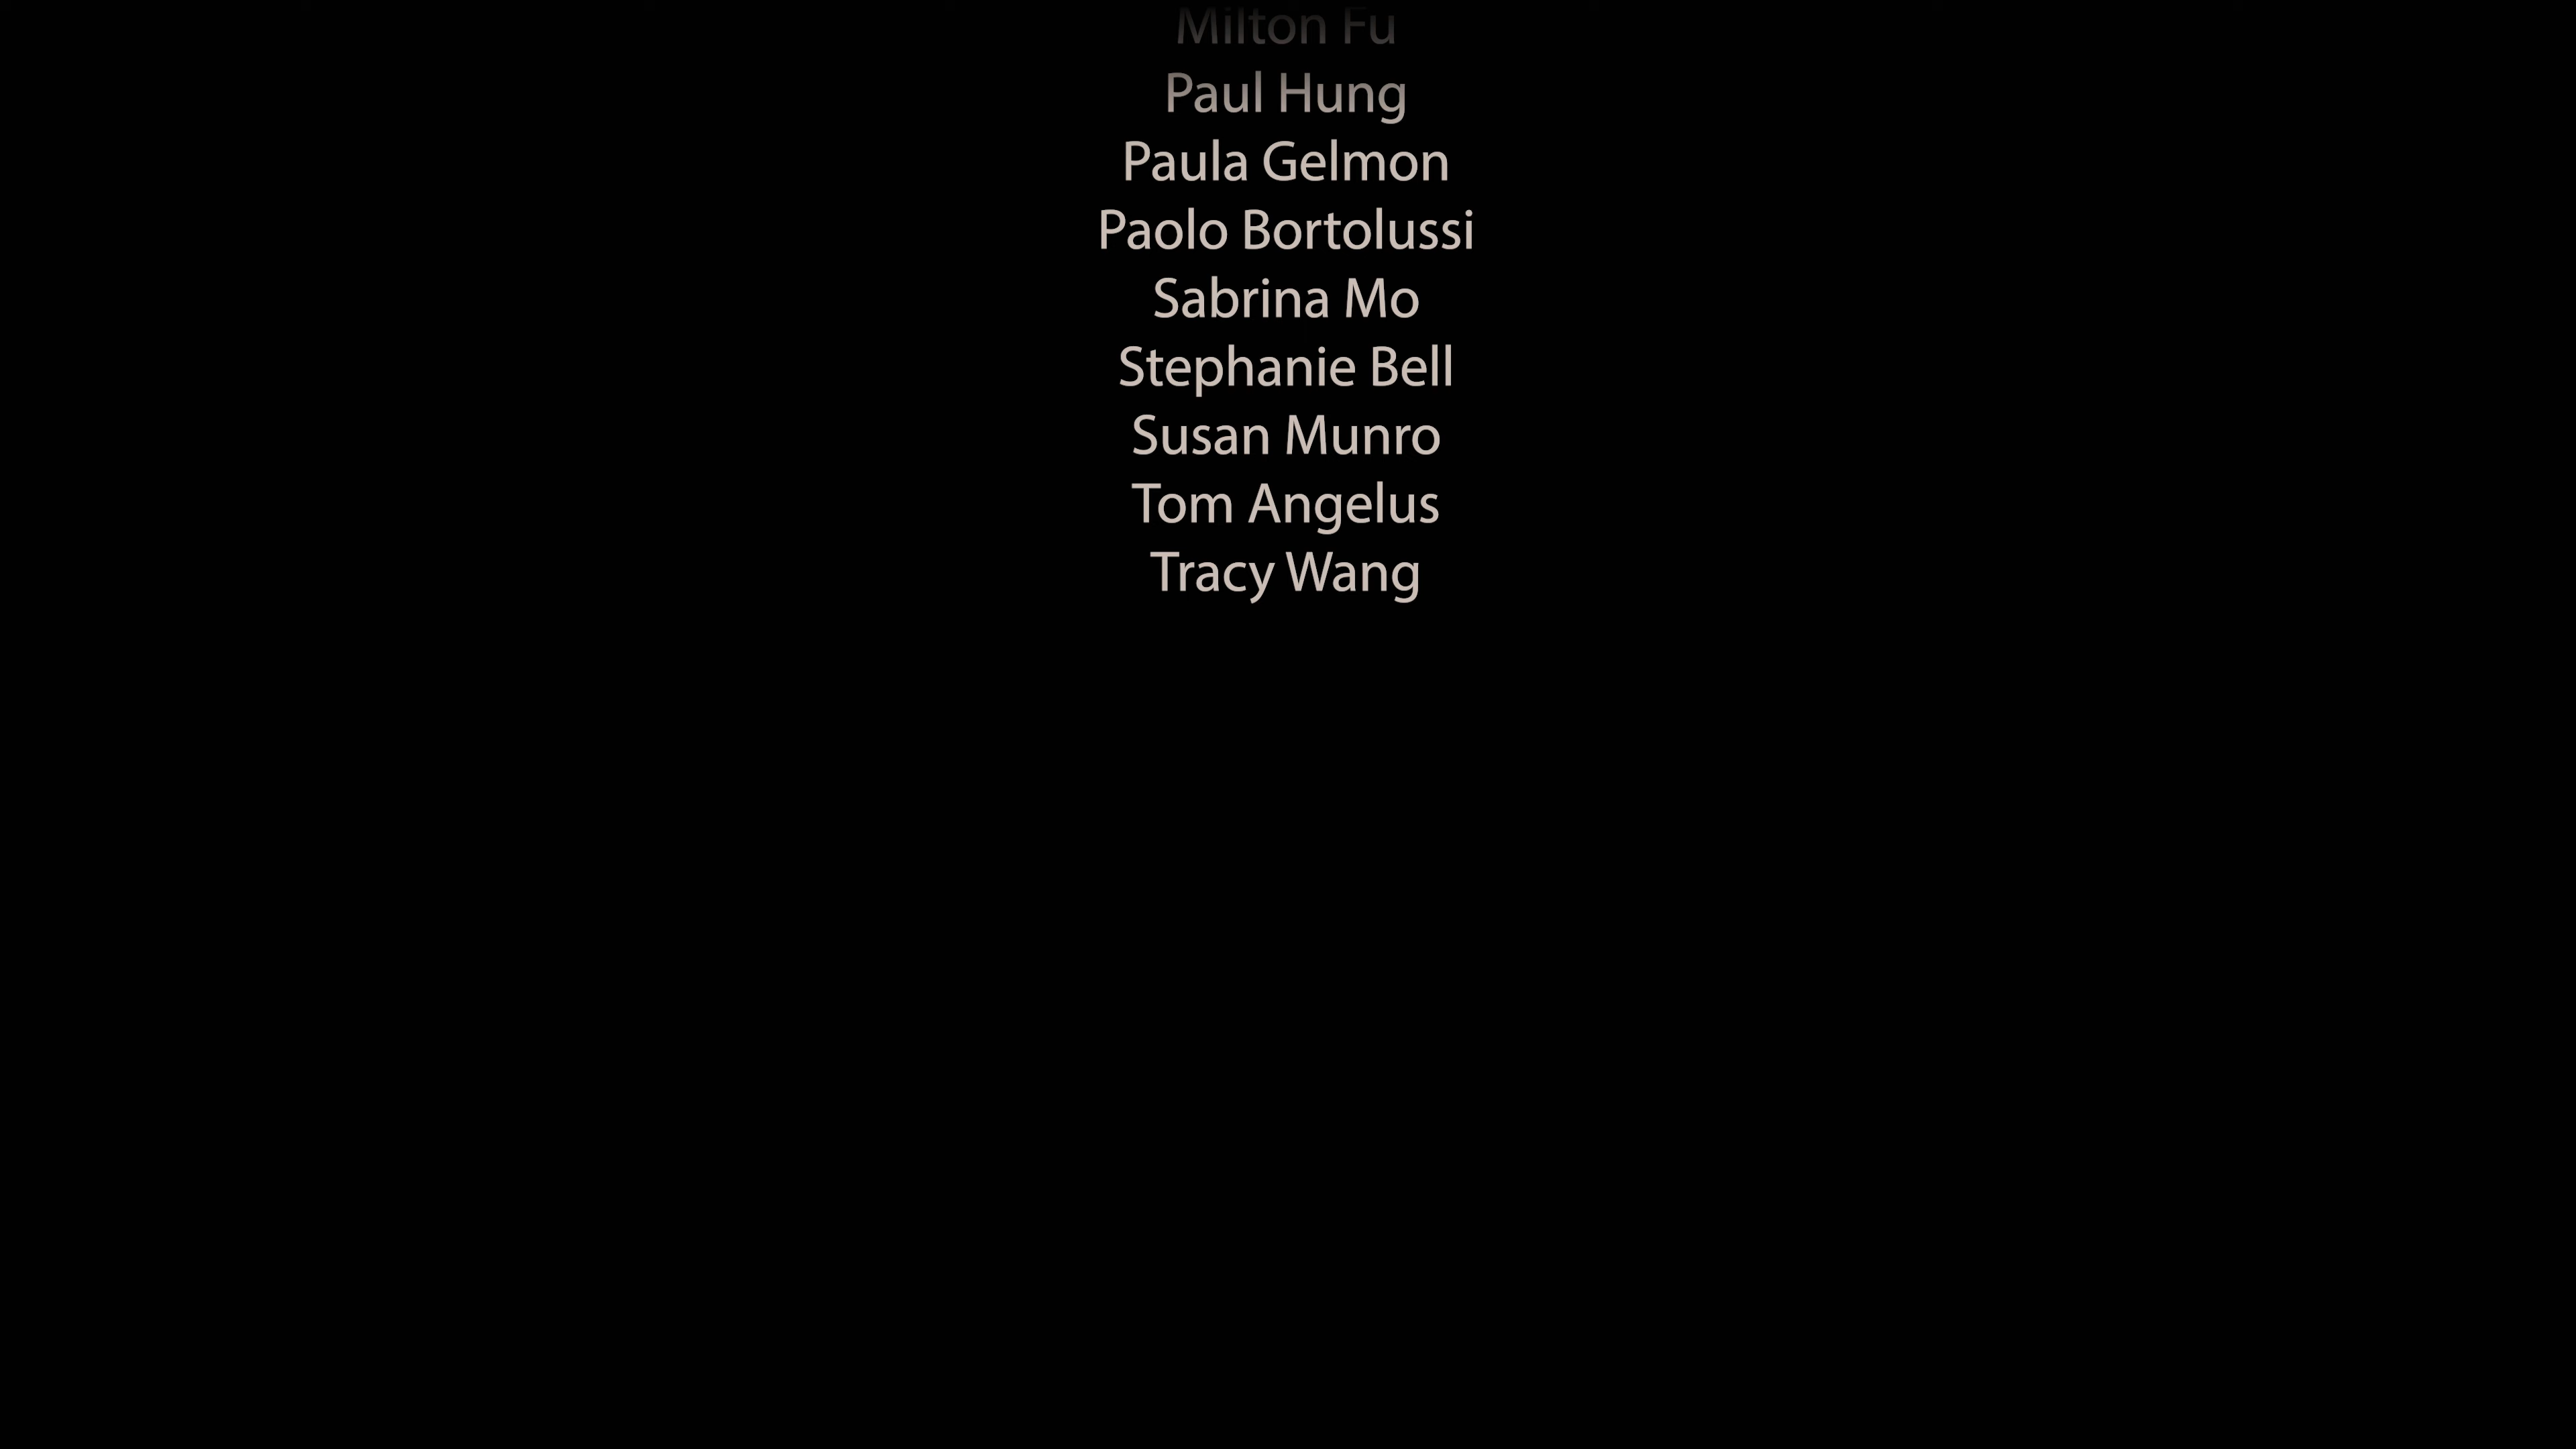 Milton Fu
Paul Hung
Paula Gelmon
Paolo Bortolussi
Sabrina Mo
Stephanie Bell
Susan Munro
Tom Angelus
Tracy Wang